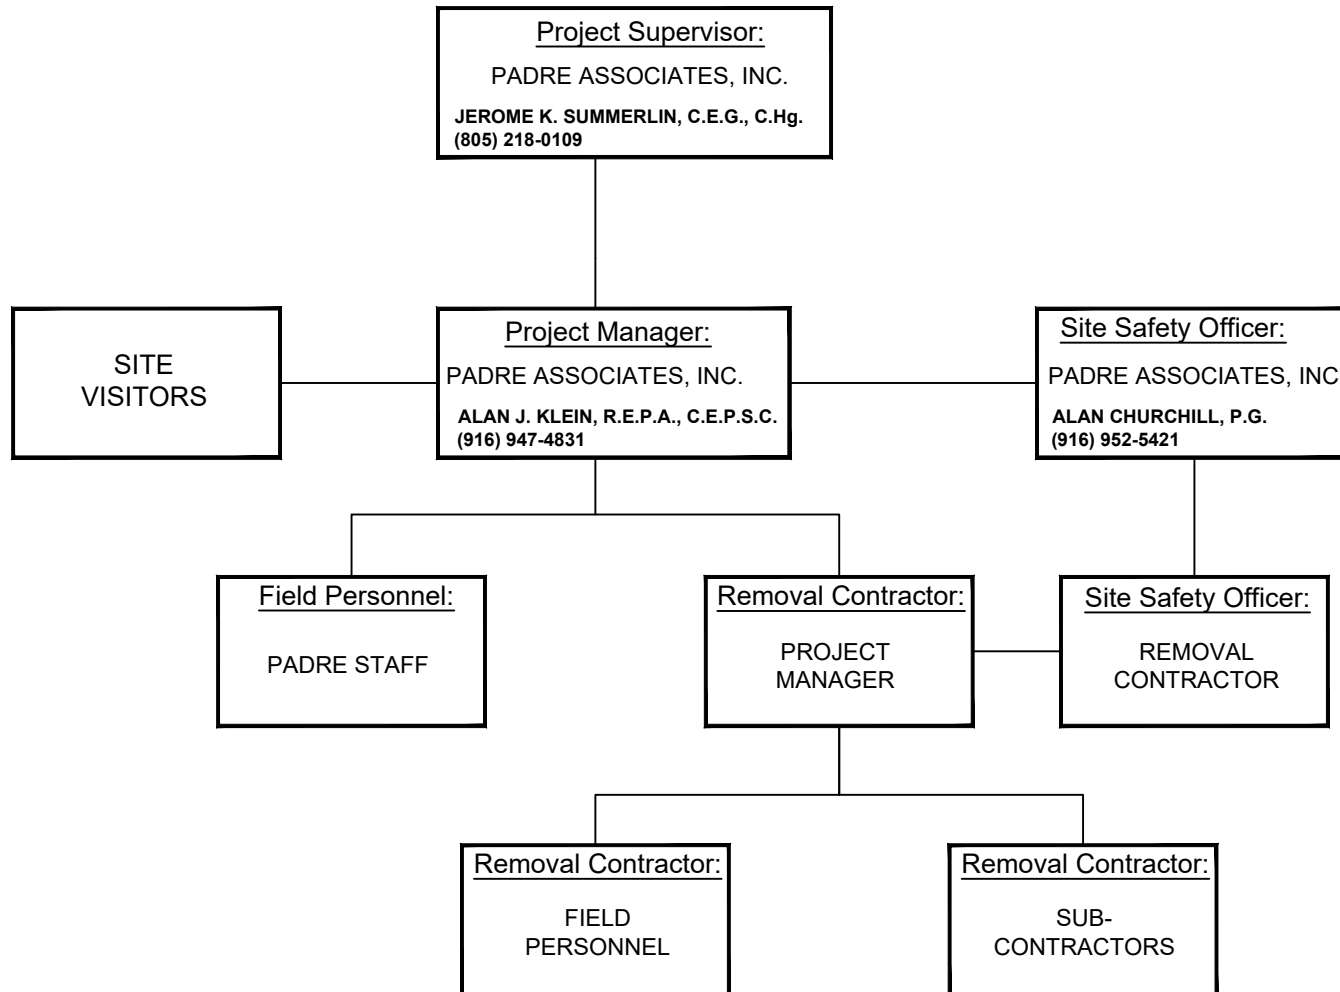 Project Supervisor:
PADRE ASSOCIATES, INC.
JEROME K. SUMMERLIN, C.E.G., C.Hg.
(805) 218-0109
SITE
VISITORS
Project Manager:
PADRE ASSOCIATES, INC.
ALAN J. KLEIN, R.E.P.A., C.E.P.S.C.
(916) 947-4831
Site Safety Officer:
PADRE ASSOCIATES, INC
ALAN CHURCHILL, P.G.
(916) 952-5421
Field Personnel:
PADRE STAFF
Removal Contractor:
PROJECT
MANAGER
Site Safety Officer:
REMOVAL
CONTRACTOR
Removal Contractor:
FIELD
PERSONNEL
Removal Contractor:
SUB-
CONTRACTORS